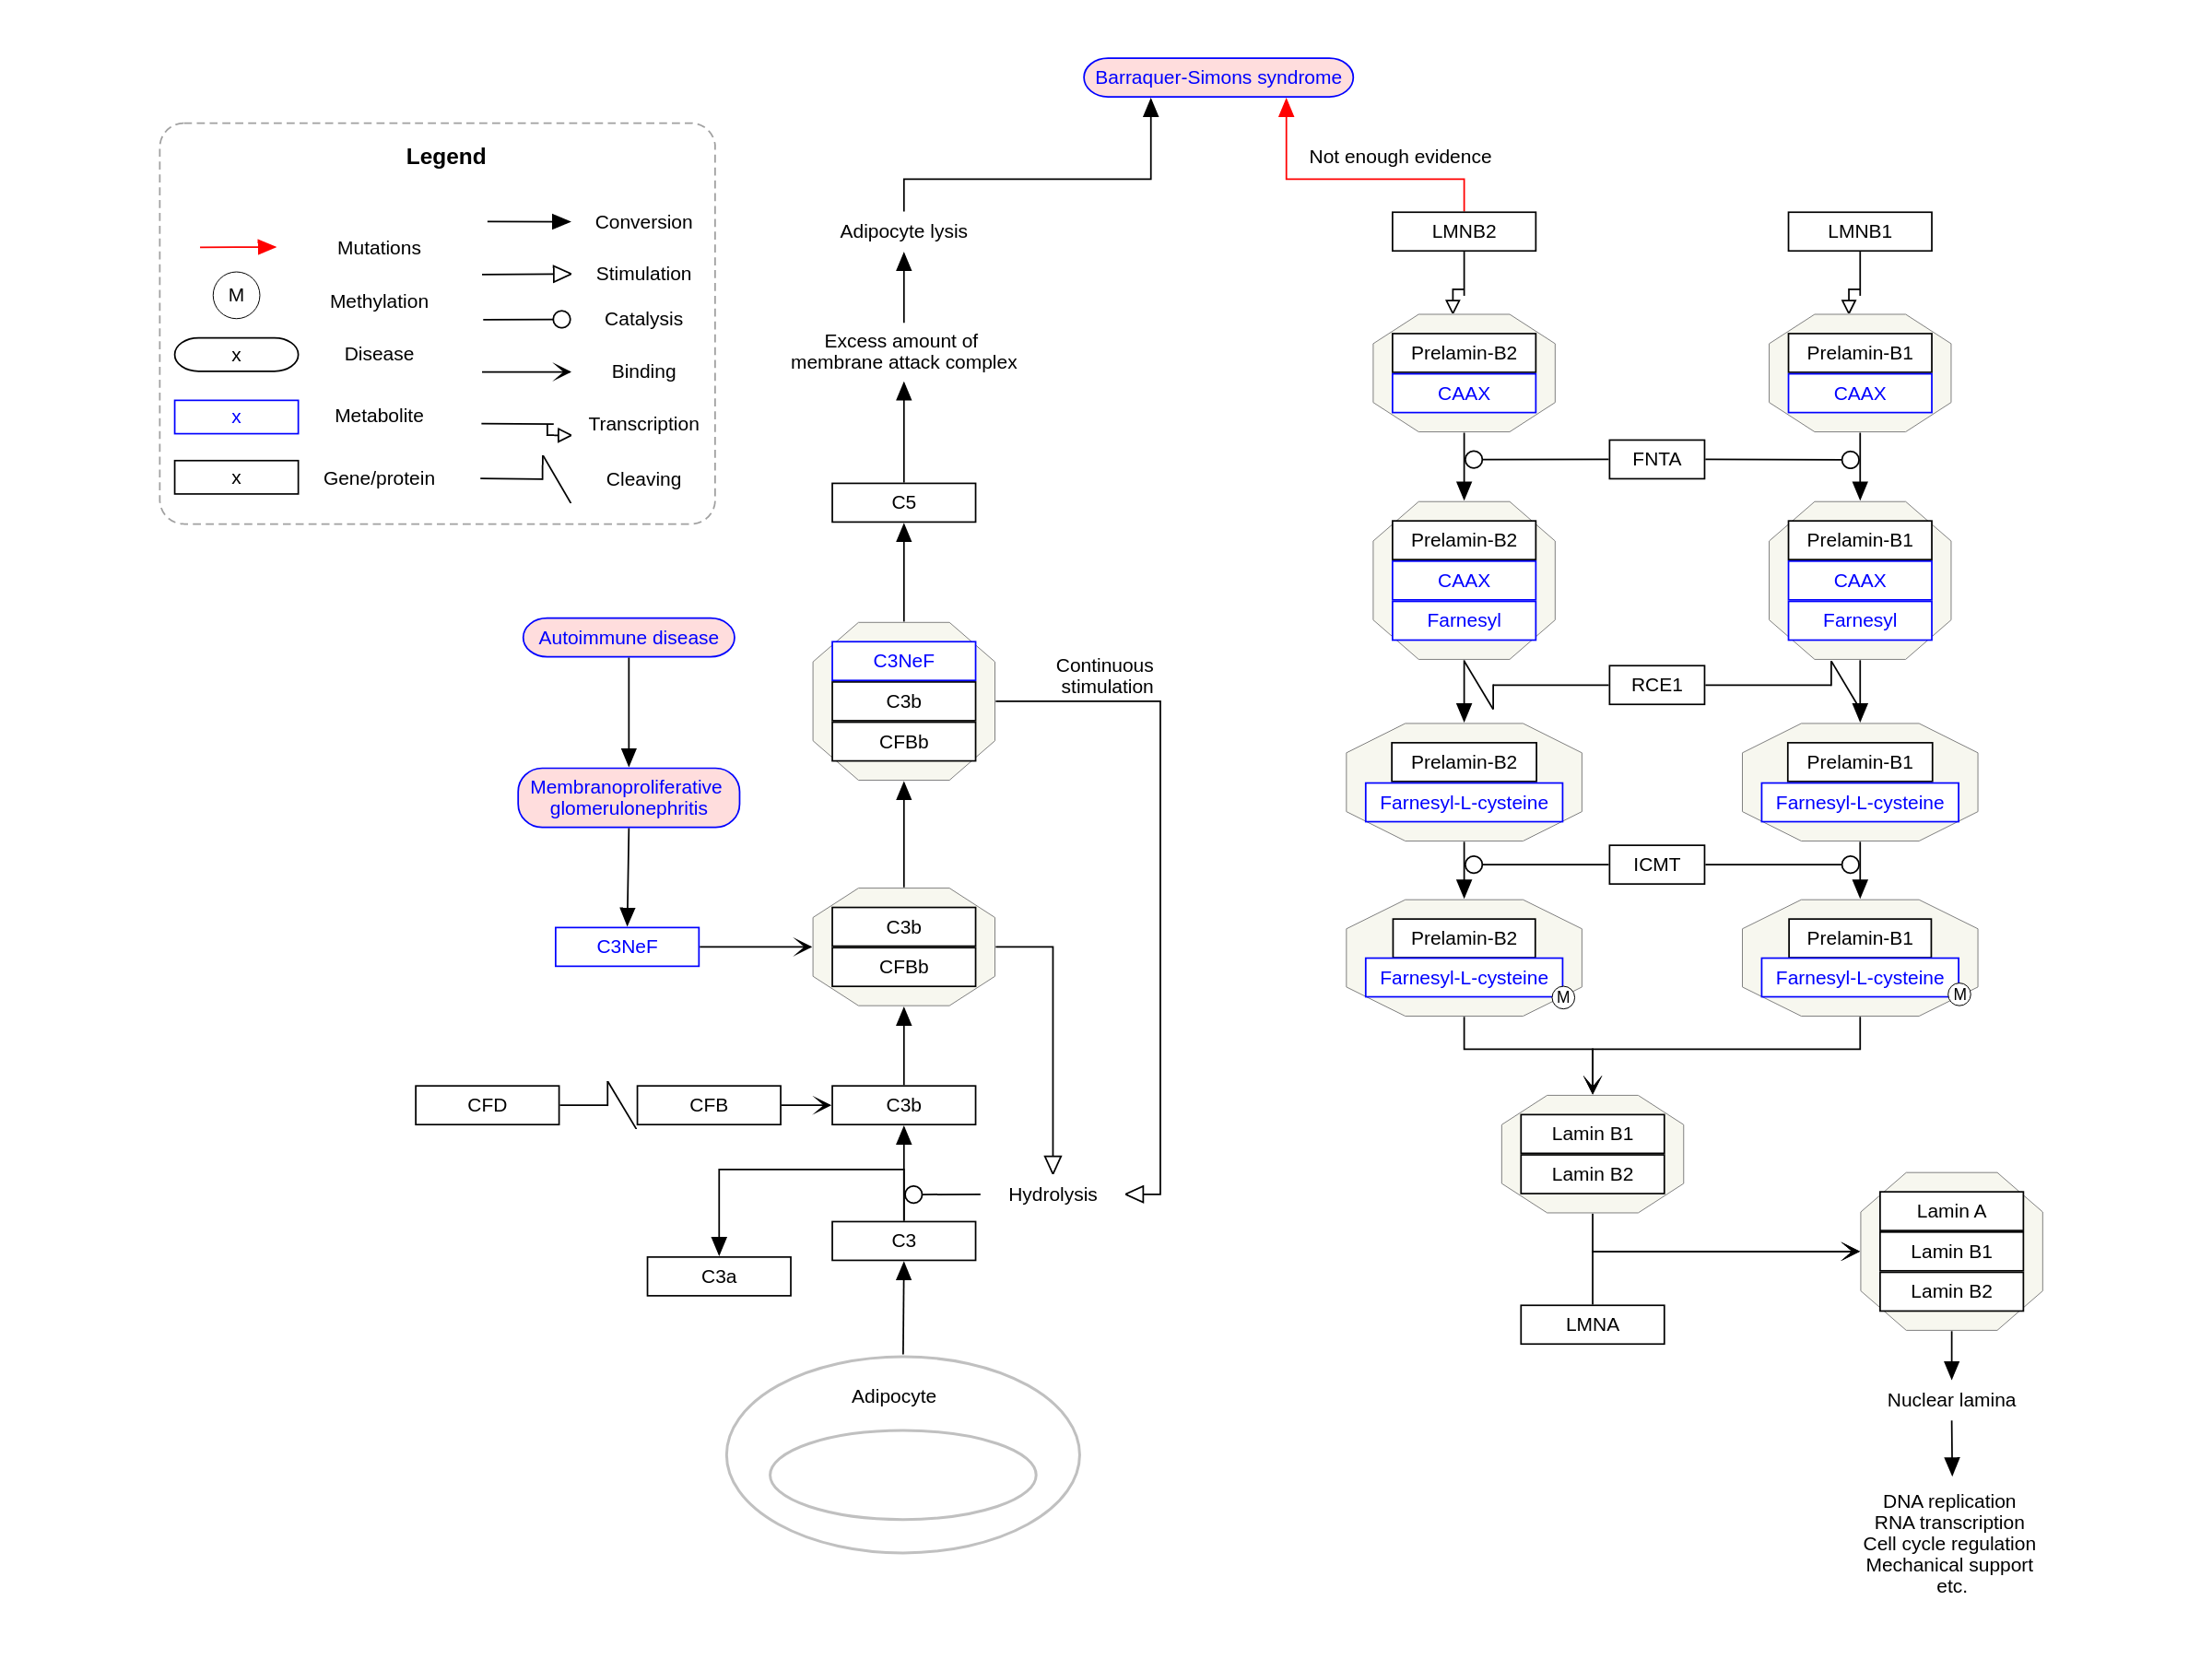 Barraquer-Simons syndrome
Legend
Mutations
M
Methylation
x
Disease
x
Metabolite
x
Gene/protein
Conversion
Stimulation
Catalysis
Binding
Transcription
Cleaving
Not enough evidence
Adipocyte lysis
Excess amount of
membrane attack complex
C5
Autoimmune disease
Membranoproliferative
glomerulonephritis
C3NeF
C3NeF
C3b
CFBb
Continuous
stimulation
C3b
CFBb
CFD
CFB
C3b
Hydrolysis
C3
C3a
Adipocyte
LMNB2
LMNB1
Prelamin-B2
CAAX
Prelamin-B1
CAAX
FNTA
Prelamin-B2
CAAX
Farnesyl
Prelamin-B1
CAAX
Farnesyl
RCE1
Prelamin-B2
Farnesyl-L-cysteine
Prelamin-B1
Farnesyl-L-cysteine
ICMT
Prelamin-B2
Farnesyl-L-cysteine
M
Prelamin-B1
Farnesyl-L-cysteine
M
Lamin B1
Lamin B2
LMNA
Lamin A
Lamin B1
Lamin B2
Nuclear lamina
DNA replication
RNA transcription
Cell cycle regulation
Mechanical support
etc.